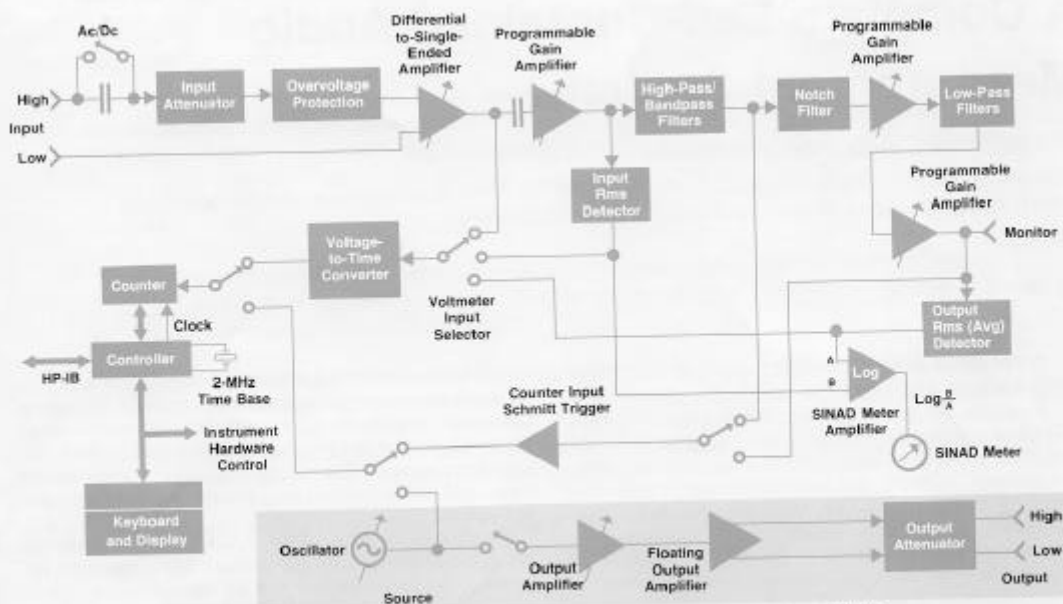 Ac/Dc
High
Input
Low
Input
Attenuator
Overvoltage
Protection
Differential
to-Single-
Ended
Amplifier
Programmable
Gain
Amplifier
High-Pass/
Bandpass
Filters
Notch
Filter
Programmable
Gain
Amplifier
Low-Pass
Filters
Input
Rms
Detector
Programmable
Gain
Amplifier
Monitor
Voltage-
to-Time
Converter
Voltmeter
Input
Selector
Counter
Clock
Controller
HP-IB
2-MHz
Time Base
Instrument
Hardware
Control
Keyboard
and Display
Output
Rms (Avg)
Detector
A
B
Log
Log B/A
SINAD Meter
Amplifier
SINAD Meter
Counter Input
Schmitt Trigger
Oscillator
Source
Output
Amplifier
Floating
Output
Amplifier
Output
Attenuator
High
Low
Output